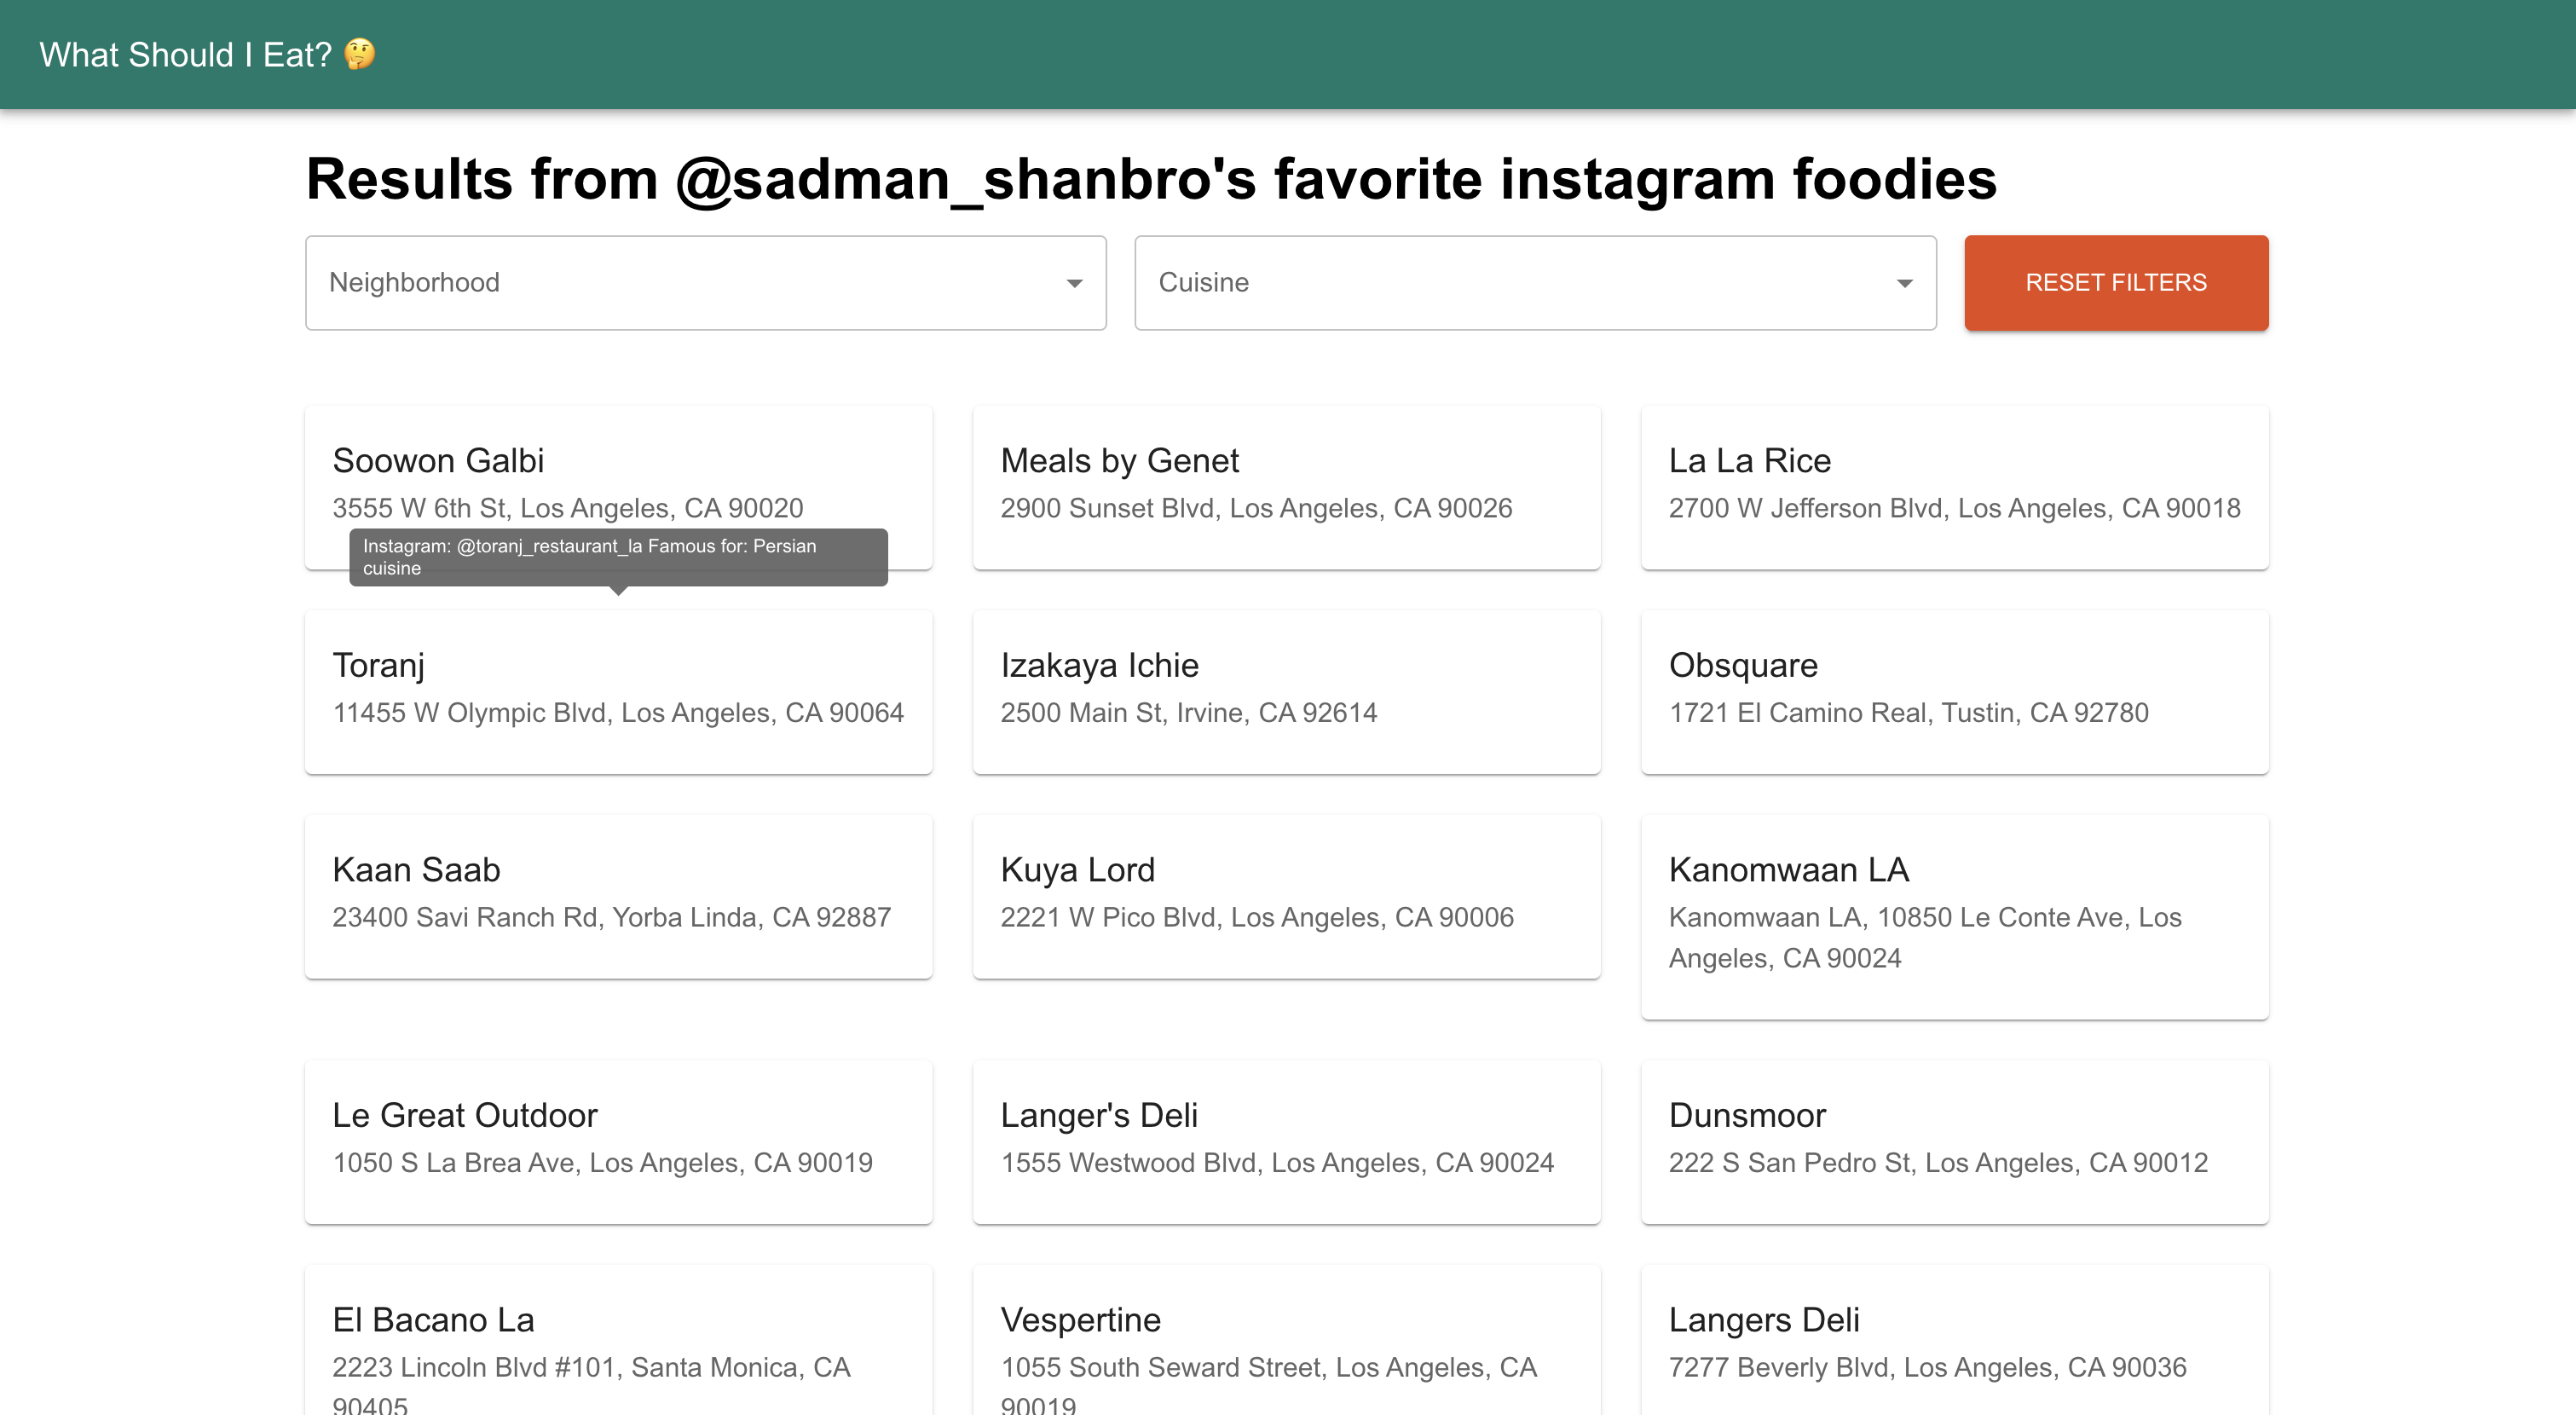 What Should I Eat? 🤔
Results from @sadman_shanbro's favorite instagram foodies
Neighborhood
Cuisine
RESET FILTERS
Soowon Galbi
3555 W 6th St, Los Angeles, CA 90020
Meals by Genet
2900 Sunset Blvd, Los Angeles, CA 90026
La La Rice
2700 W Jefferson Blvd, Los Angeles, CA 90018
Instagram: @toranj_restaurant_la Famous for: Persian
cuisine
Toranj
11455 W Olympic Blvd, Los Angeles, CA 90064
Izakaya Ichie
2500 Main St, Irvine, CA 92614
Obsquare
1721 El Camino Real, Tustin, CA 92780
Kaan Saab
23400 Savi Ranch Rd, Yorba Linda, CA 92887
Kuya Lord
2221 W Pico Blvd, Los Angeles, CA 90006
Kanomwaan LA
Kanomwaan LA, 10850 Le Conte Ave, Los
Angeles, CA 90024
Le Great Outdoor
1050 S La Brea Ave, Los Angeles, CA 90019
Langer's Deli
1555 Westwood Blvd, Los Angeles, CA 90024
Dunsmoor
222 S San Pedro St, Los Angeles, CA 90012
El Bacano La
2223 Lincoln Blvd #101, Santa Monica, CA
90405
Vespertine
1055 South Seward Street, Los Angeles, CA
90019
Langers Deli
7277 Beverly Blvd, Los Angeles, CA 90036